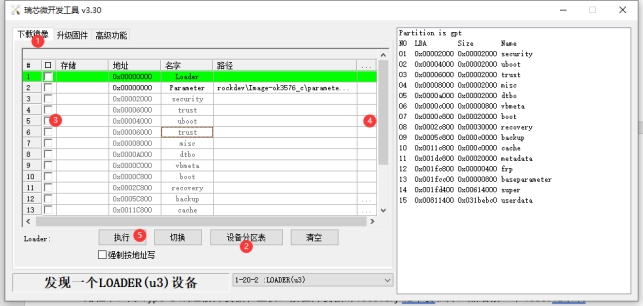 瑞芯微开发工具 v3.30
下载镜像 升级固件 高级功能
1
# 存储 地址 名字 路径 ...
1 0x00000000 Loader
2 0x00000000 Parameter rockdev\Image-ok3576_c\paramete...
3 0x00002000 security
4 0x00006000 trust
5 0x00004000 uboot
6 0x00006000 trust
7 0x00008000 misc
8 0x0000A000 dtbo
9 0x0000C000 vbmeta
10 0x0000C800 boot
11 0x0002C800 recovery
12 0x0005C800 backup ...
13 0x0011C800 cache ...
3
4
Loader: 执行 切换 设备分区表 清空
5
2
强制按地址写
发现一个LOADER(u3)设备 1-20-2 :LOADER(u3)
Partition is gpt
NO LBA Size Name
01 0x00002000 0x00002000 security
02 0x00004000 0x00002000 uboot
03 0x00006000 0x00002000 trust
04 0x00008000 0x00002000 misc
05 0x0000a000 0x00002000 dtbo
06 0x0000c000 0x00000800 vbmeta
07 0x0000c800 0x00020000 boot
08 0x0002c800 0x00030000 recovery
09 0x0005c800 0x000c0000 backup
10 0x0011c800 0x000c0000 cache
11 0x001dc800 0x00020000 metadata
12 0x001fc800 0x00000400 frp
13 0x001fcc00 0x00000800 baseparameter
14 0x001fd400 0x00614000 super
15 0x00811400 0x031bebc0 userdata